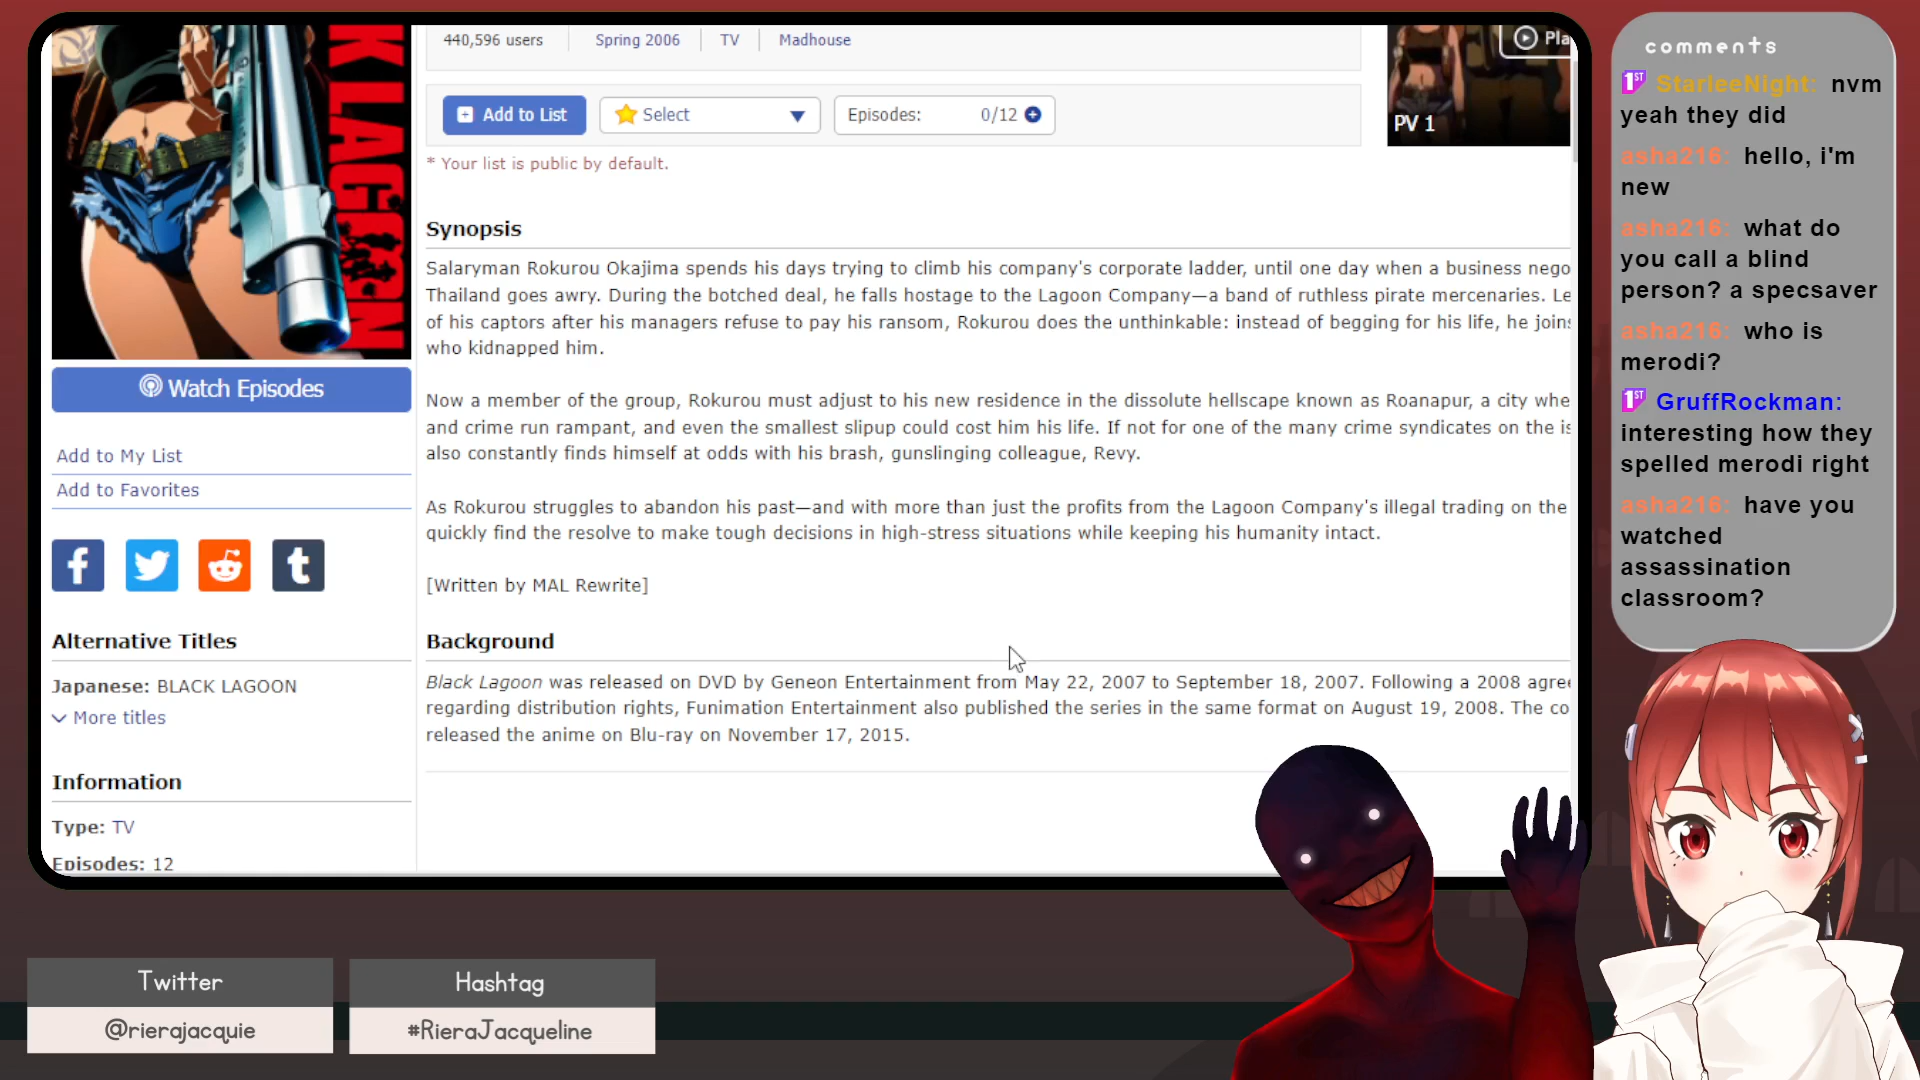 K LAGOON
440,596 users
Spring 2006
TV
Madhouse
Pla
PV 1
Add to List
Select
Episodes: 0/12
* Your list is public by default.
Synopsis
Salaryman Rokurou Okajima spends his days trying to climb his company's corporate ladder, until one day when a business nego
Thailand goes awry. During the botched deal, he falls hostage to the Lagoon Company—a band of ruthless pirate mercenaries. Le
of his captors after his managers refuse to pay his ransom, Rokurou does the unthinkable: instead of begging for his life, he joins
who kidnapped him.
Now a member of the group, Rokurou must adjust to his new residence in the dissolute hellscape known as Roanapur, a city whe
and crime run rampant, and even the smallest slipup could cost him his life. If not for one of the many crime syndicates on the is
also constantly finds himself at odds with his brash, gunslinging colleague, Revy.
As Rokurou struggles to abandon his past—and with more than just the profits from the Lagoon Company's illegal trading on the
quickly find the resolve to make tough decisions in high-stress situations while keeping his humanity intact.
[Written by MAL Rewrite]
Background
Black Lagoon was released on DVD by Geneon Entertainment from May 22, 2007 to September 18, 2007. Following a 2008 agree
regarding distribution rights, Funimation Entertainment also published the series in the same format on August 19, 2008. The co
released the anime on Blu-ray on November 17, 2015.
Watch Episodes
Add to My List
Add to Favorites
Alternative Titles
Japanese: BLACK LAGOON
More titles
Information
Type: TV
Episodes: 12
comments
1ST StarleeNight: nvm
yeah they did
asha216: hello, i'm
new
asha216: what do
you call a blind
person? a specsaver
asha216: who is
merodi?
1ST GruffRockman:
interesting how they
spelled merodi right
asha216: have you
watched
assassination
classroom?
Twitter
@rierajacquie
Hashtag
#RieraJacqueline